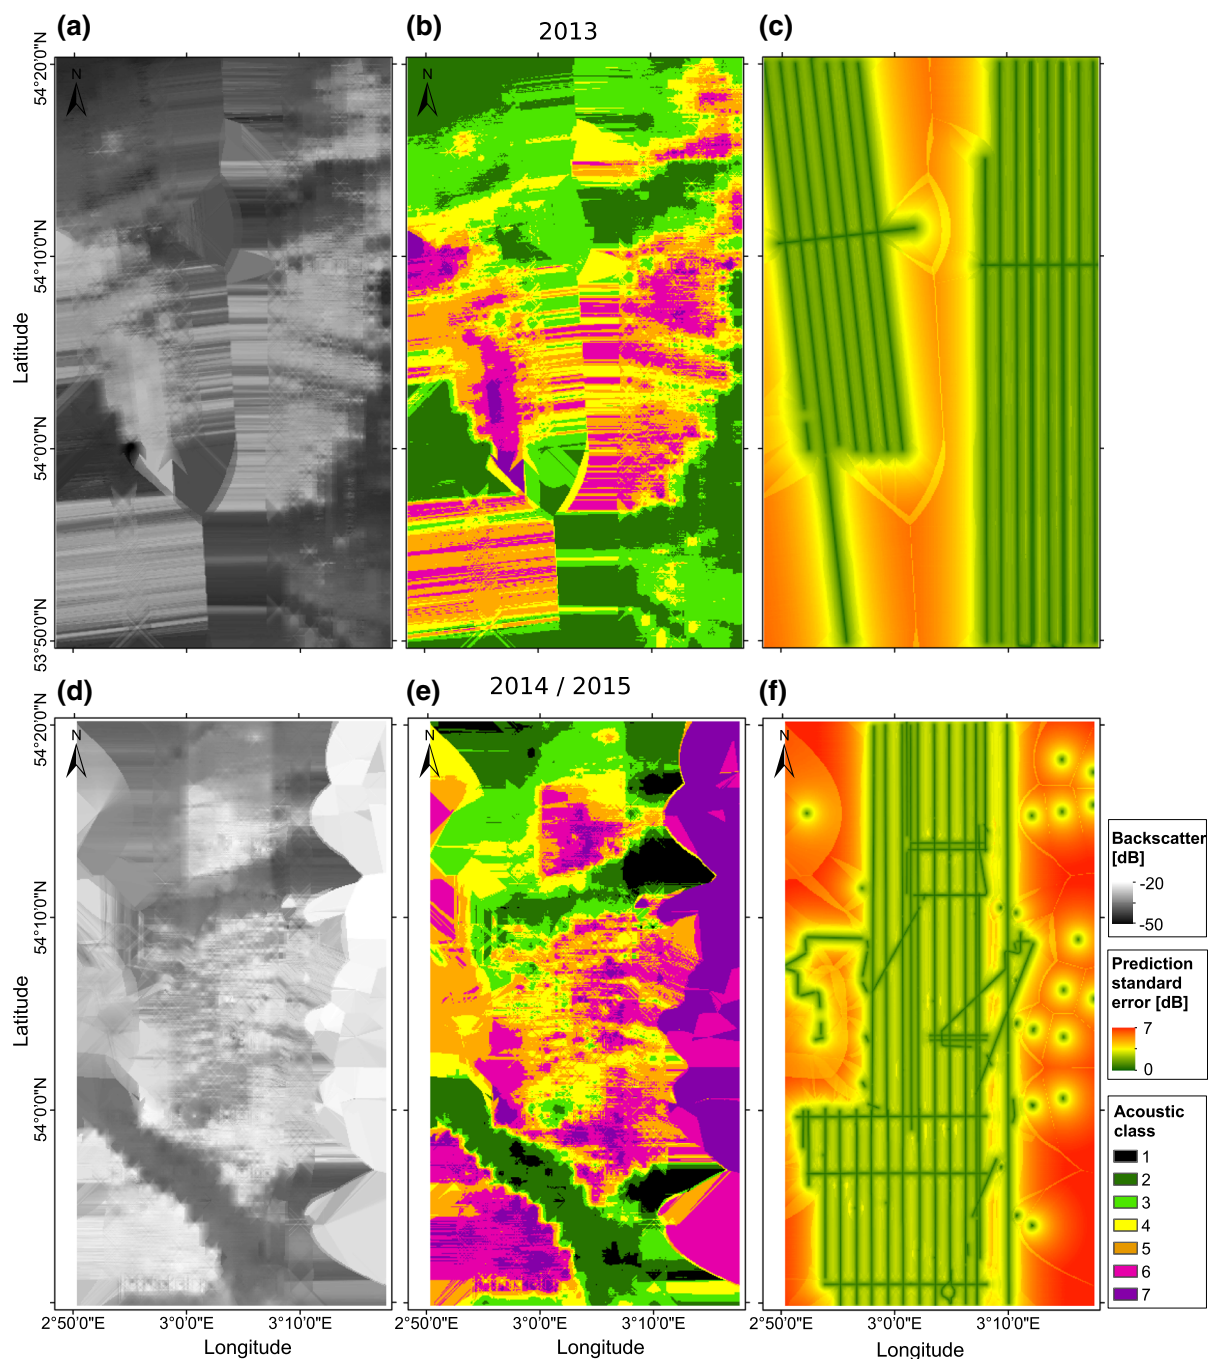 (a)
(b)
2013
(c)
54°20'0"N
54°10'0"N
54°0'0"N
53°50'0"N
Latitude
N
N
(d)
(e)
2014 / 2015
(f)
54°20'0"N
54°10'0"N
54°0'0"N
Latitude
N
N
N
2°50'0"E
3°0'0"E
3°10'0"E
Longitude
2°50'0"E
3°0'0"E
3°10'0"E
Longitude
2°50'0"E
3°0'0"E
3°10'0"E
Longitude
Backscatter
[dB]
-20
-50
Prediction
standard
error [dB]
7
0
Acoustic
class
1
2
3
4
5
6
7